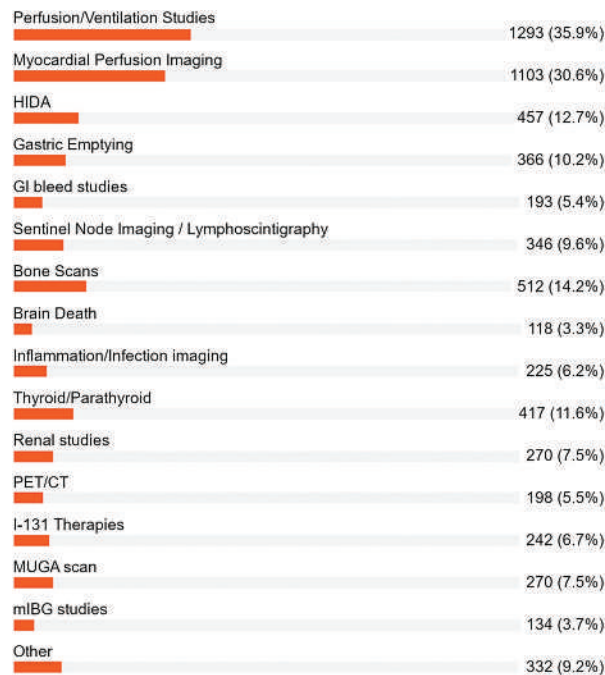 Perfusion/Ventilation Studies
1293 (35.9%)
Myocardial Perfusion Imaging
1103 (30.6%)
HIDA
457 (12.7%)
Gastric Emptying
366 (10.2%)
GI bleed studies
193 (5.4%)
Sentinel Node Imaging / Lymphoscintigraphy
346 (9.6%)
Bone Scans
512 (14.2%)
Brain Death
118 (3.3%)
Inflammation/Infection imaging
225 (6.2%)
Thyroid/Parathyroid
417 (11.6%)
Renal studies
270 (7.5%)
PET/CT
198 (5.5%)
I-131 Therapies
242 (6.7%)
MUGA scan
270 (7.5%)
mIBG studies
134 (3.7%)
Other
332 (9.2%)